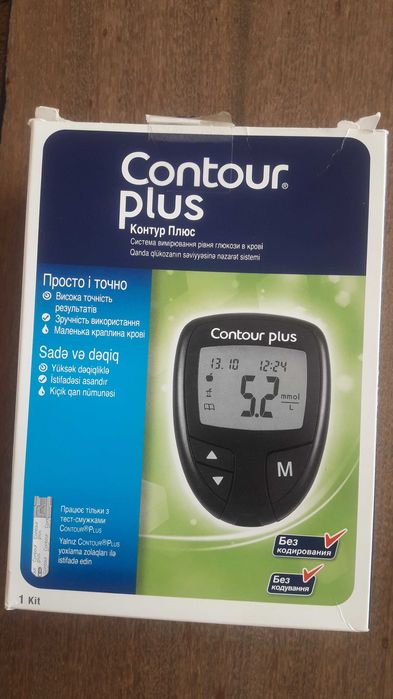 Contour®
plus
Контур Плюс
Система вимірювання рівня глюкози в крові
Qanda qlükozanın səviyyəsinə nəzarət sistemi
Просто і точно
Висока точність
результатів
Зручність використання
Маленька краплина крові
Sadə və dəqiq
Yüksək dəqiqliklə
İstifadəsi asandır
Kiçik qan nümunəsi
Contour plus
13.10 12:24
5.2 mmol
L
M
Працює тільки з
тест-смужками
CONTOUR®PLUS
Yalnız CONTOUR®PLUS
yoxlama zolaqları ilə
istifadə edin
Без
кодирования
Без
кодування
1 Kit